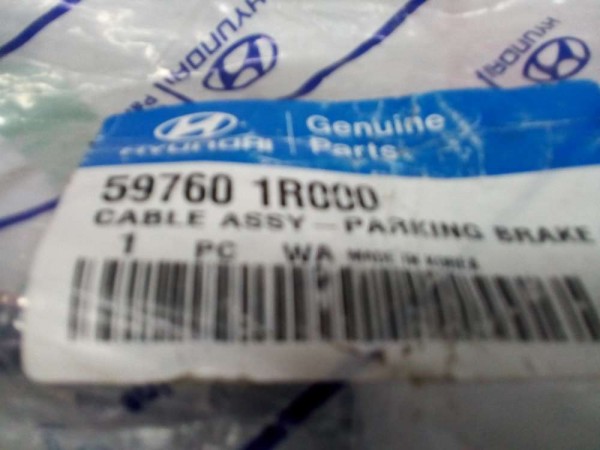 HYUNDAI
HYUNDAI
HYUNDAI | Genuine
Parts
59760 1R000
CABLE ASSY - PARKING BRAKE
1 PC WA MADE IN KOREA